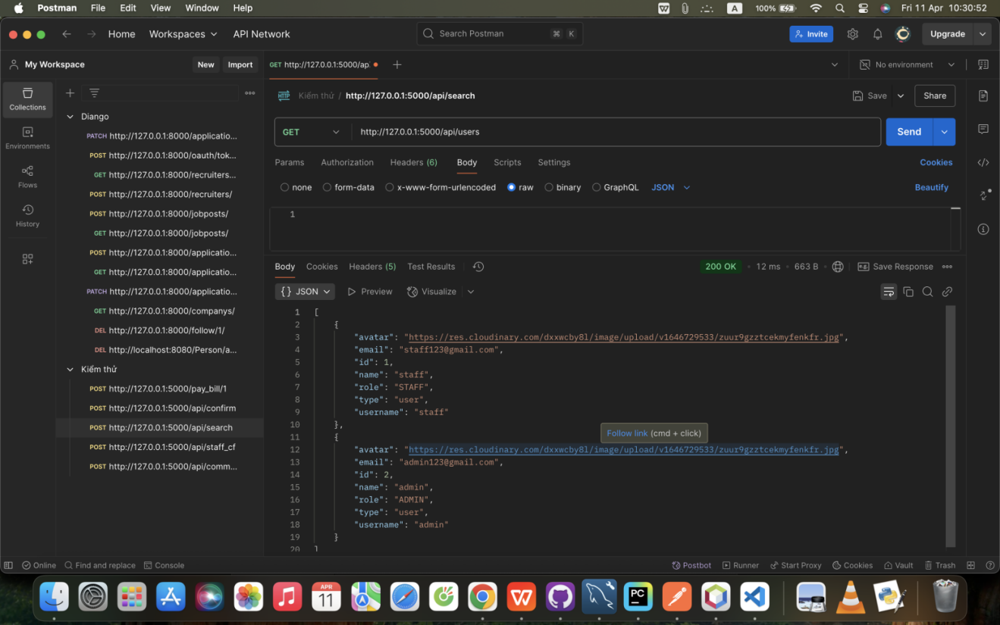 Postman File Edit View Window Help A 100% Fri 11 Apr 10:30:52
Home Workspaces API Network Search Postman ⌘ K Invite Upgrade
My Workspace New Import GET http://127.0.0.1:5000/ap No environment
Collections
Environments
Flows
History
Django
PATCH http://127.0.0.1:8000/applicatio...
POST http://127.0.0.1:8000/oauth/tok...
GET http://127.0.0.1:8000/recruiters...
POST http://127.0.0.1:8000/recruiters/
POST http://127.0.0.1:8000/jobposts/
GET http://127.0.0.1:8000/jobposts/
POST http://127.0.0.1:8000/applicatio...
GET http://127.0.0.1:8000/applicatio...
PATCH http://127.0.0.1:8000/applicatio...
GET http://127.0.0.1:8000/companys/
DEL http://127.0.0.1:8000/follow/1/
DEL http://localhost:8080/Person/a...
Kiểm thử
POST http://127.0.0.1:5000/pay_bill/1
POST http://127.0.0.1:5000/api/confirm
POST http://127.0.0.1:5000/api/search
POST http://127.0.0.1:5000/api/staff_cf
POST http://127.0.0.1:5000/api/comm...
HTTP Kiểm thử / http://127.0.0.1:5000/api/search Save Share
GET http://127.0.0.1:5000/api/users Send
Params Authorization Headers (6) Body Scripts Settings Cookies
none form-data x-www-form-urlencoded raw binary GraphQL JSON Beautify
1
Body Cookies Headers (5) Test Results 200 OK • 12 ms • 663 B • Save Response
{} JSON Preview Visualize
1 [
2 {
3 "avatar": "https://res.cloudinary.com/dxxwcby8l/image/upload/v1646729533/zuur9gzztcekmyfenkfr.jpg",
4 "email": "staff123@gmail.com",
5 "id": 1,
6 "name": "staff",
7 "role": "STAFF",
8 "type": "user",
9 "username": "staff"
10 },
11 {
Follow link (cmd + click)
12 "avatar": "https://res.cloudinary.com/dxxwcby8l/image/upload/v1646729533/zuur9gzztcekmyfenkfr.jpg",
13 "email": "admin123@gmail.com",
14 "id": 2,
15 "name": "admin",
16 "role": "ADMIN",
17 "type": "user",
18 "username": "admin"
19 }
20 ]
Online Find and replace Console Postbot Runner Start Proxy Cookies Vault Trash
APR
11
PC